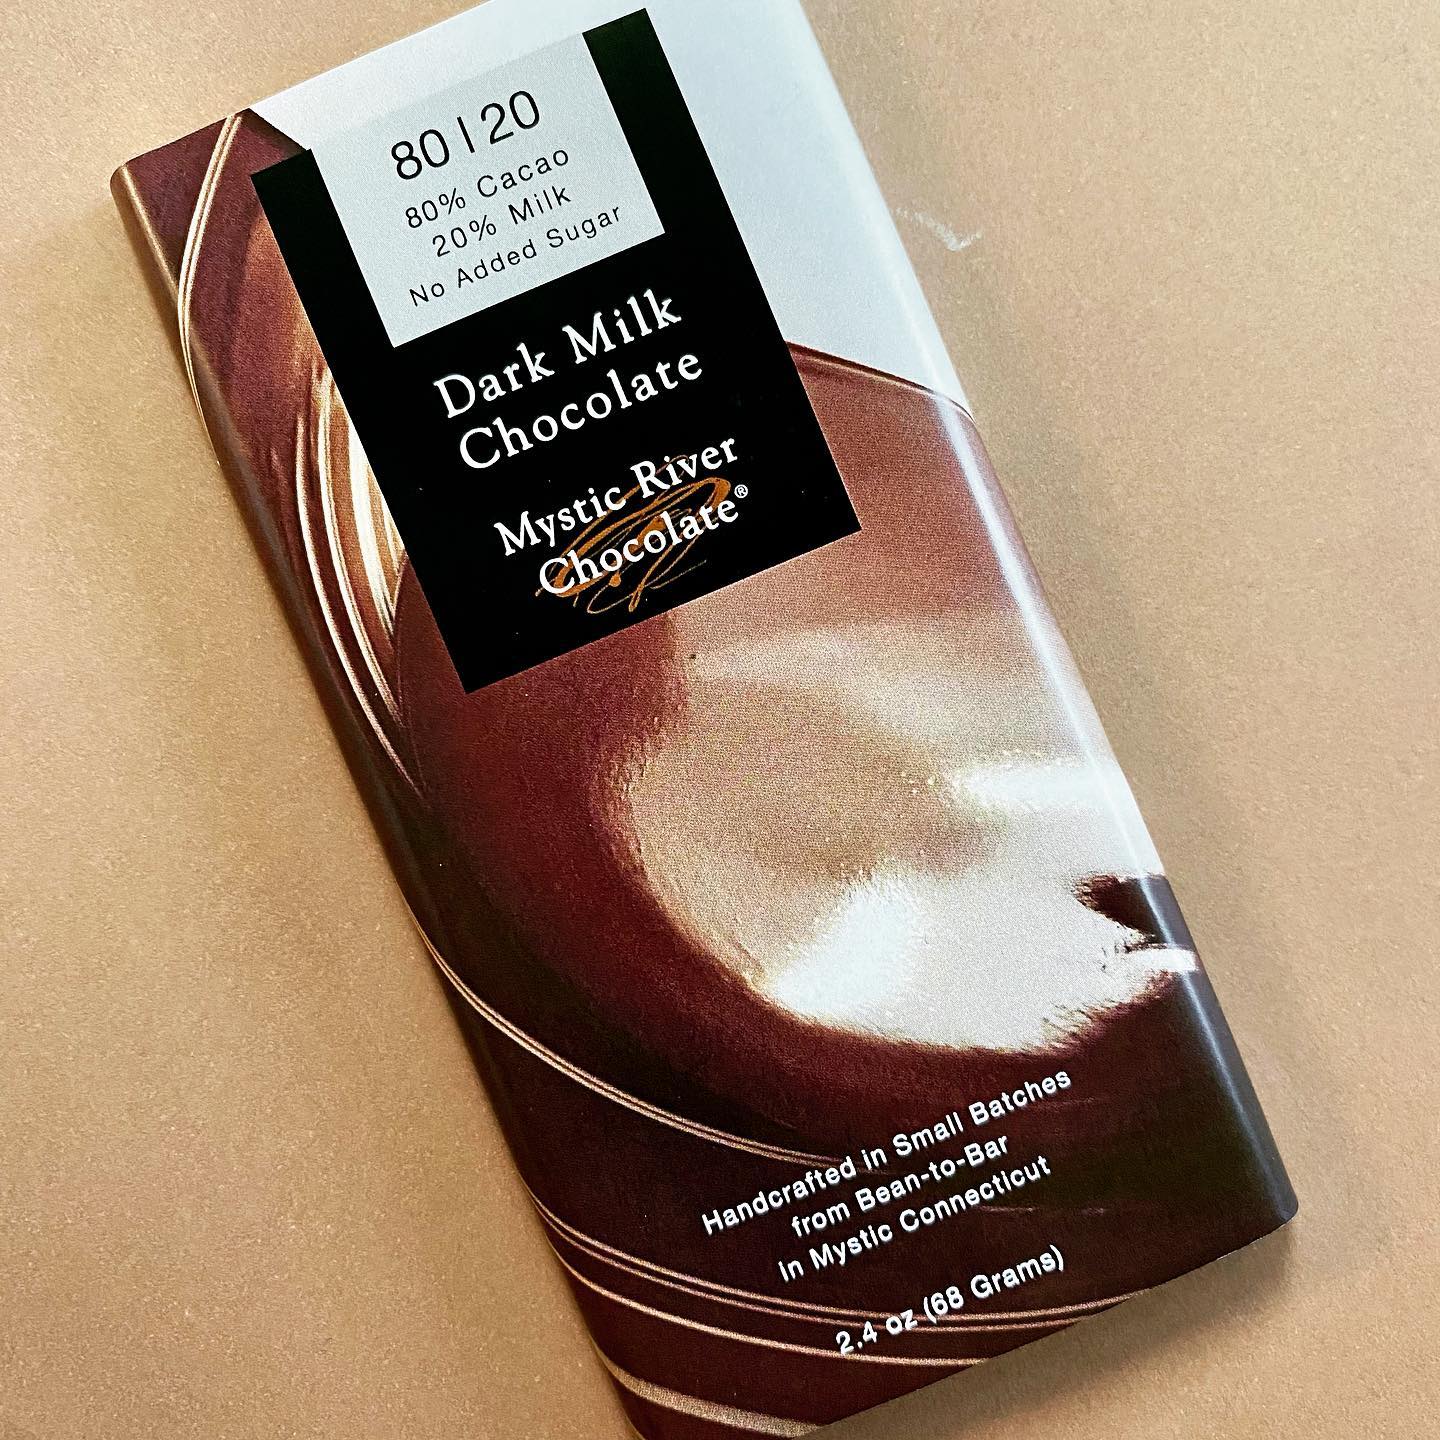 80 | 20
80% Cacao
20% Milk
No Added Sugar
Dark Milk
Chocolate
Mystic River
Chocolate®
Handcrafted in Small Batches
from Bean-to-Bar
in Mystic Connecticut
2.4 oz (68 Grams)